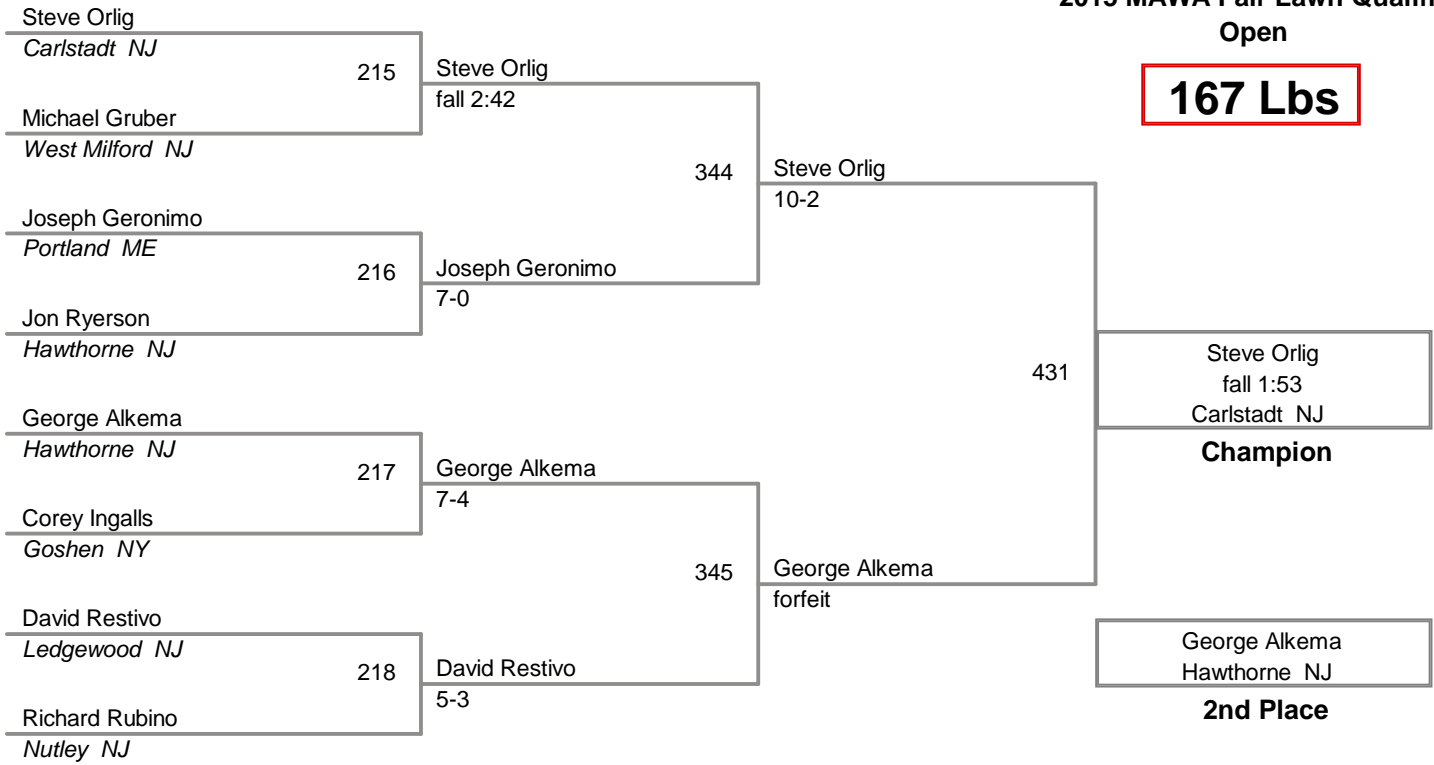 2015 MAWA Fair Lawn
Open
167 Lbs
Steve Orlig
Carlstadt NJ
215
Steve Orlig
fall 2:42
Michael Gruber
West Milford NJ
344
Steve Orlig
10-2
Joseph Geronimo
Portland ME
216
Joseph Geronimo
7-0
Jon Ryerson
Hawthorne NJ
431
Steve Orlig
fall 1:53
Carlstadt NJ
Champion
George Alkema
Hawthorne NJ
217
George Alkema
7-4
Corey Ingalls
Goshen NY
345
George Alkema
forfeit
David Restivo
Ledgewood NJ
218
David Restivo
5-3
Richard Rubino
Nutley NJ
George Alkema
Hawthorne NJ
2nd Place